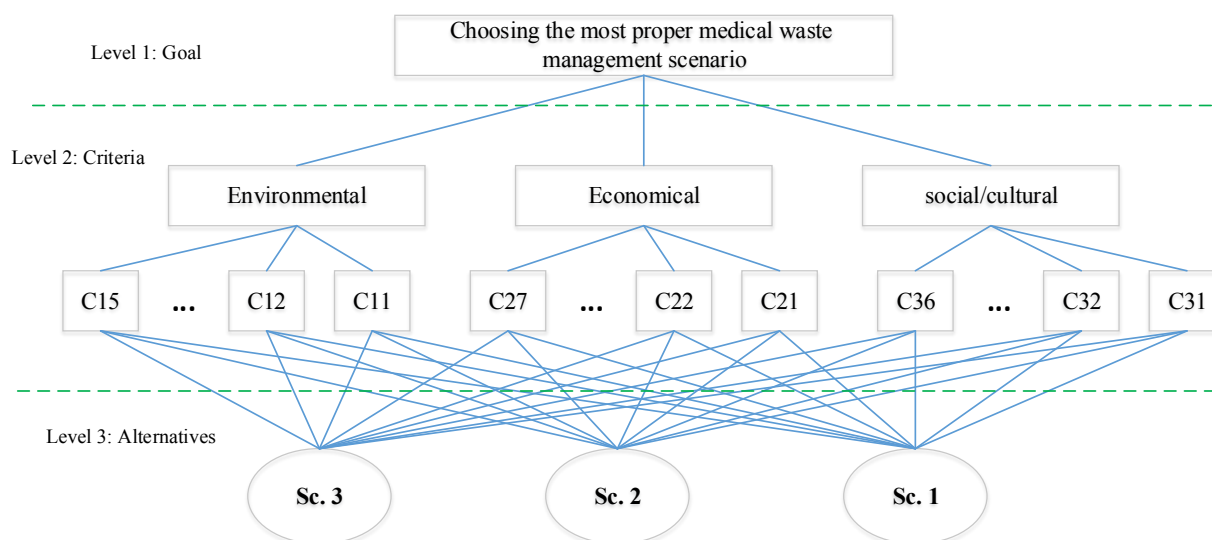 Level 1: Goal
Choosing the most proper medical waste
management scenario
Level 2: Criteria
Environmental
Economical
social/cultural
C15
...
C12
C11
C27
...
C22
C21
C36
...
C32
C31
Level 3: Alternatives
Sc. 3
Sc. 2
Sc. 1